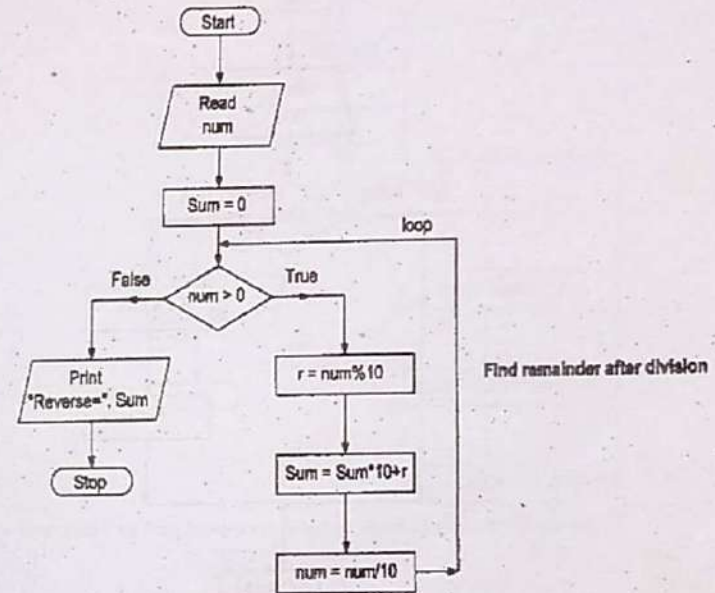 Start
Read
num
Sum = 0
loop
False
True
num > 0
Print
"Reverse=", Sum
r = num%10
Find remainder after division
Stop
Sum = Sum*10+r
num = num/10